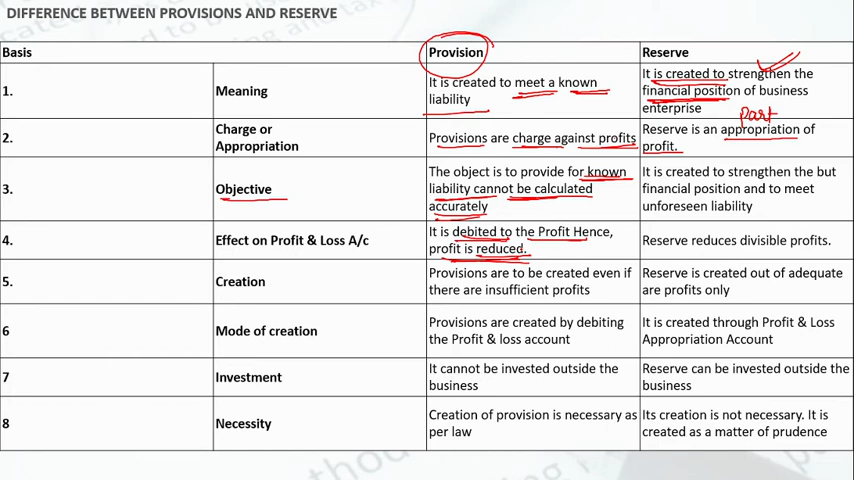 DIFFERENCE BETWEEN PROVISIONS AND RESERVE
Basis Provision Reserve
1. Meaning It is created to meet a known liability It is created to strengthen the financial position of business enterprise
part
2. Charge or Appropriation Provisions are charge against profits Reserve is an appropriation of profit.
3. Objective The object is to provide for known liability cannot be calculated accurately It is created to strengthen the but financial position and to meet unforeseen liability
4. Effect on Profit & Loss A/c It is debited to the Profit Hence, profit is reduced. Reserve reduces divisible profits.
5. Creation Provisions are to be created even if there are insufficient profits Reserve is created out of adequate are profits only
6 Mode of creation Provisions are created by debiting the Profit & loss account It is created through Profit & Loss Appropriation Account
7 Investment It cannot be invested outside the business Reserve can be invested outside the business
8 Necessity Creation of provision is necessary as per law Its creation is not necessary. It is created as a matter of prudence